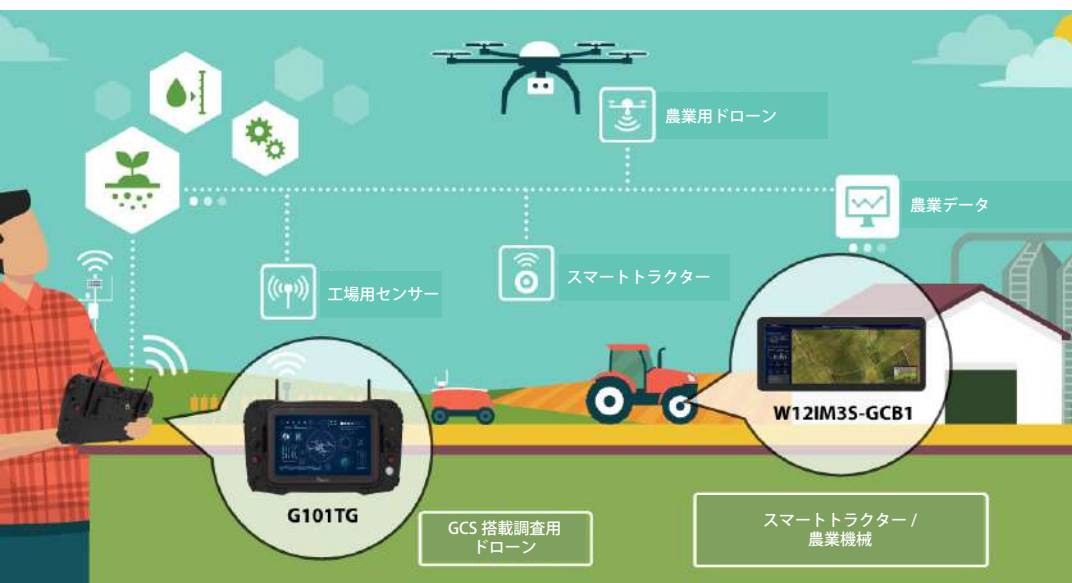 農業用ドローン
農業データ
スマートトラクター
工場用センサー
W12IM3S-GCB1
G101TG
GCS 搭載調査用
ドローン
スマートトラクター /
農業機械